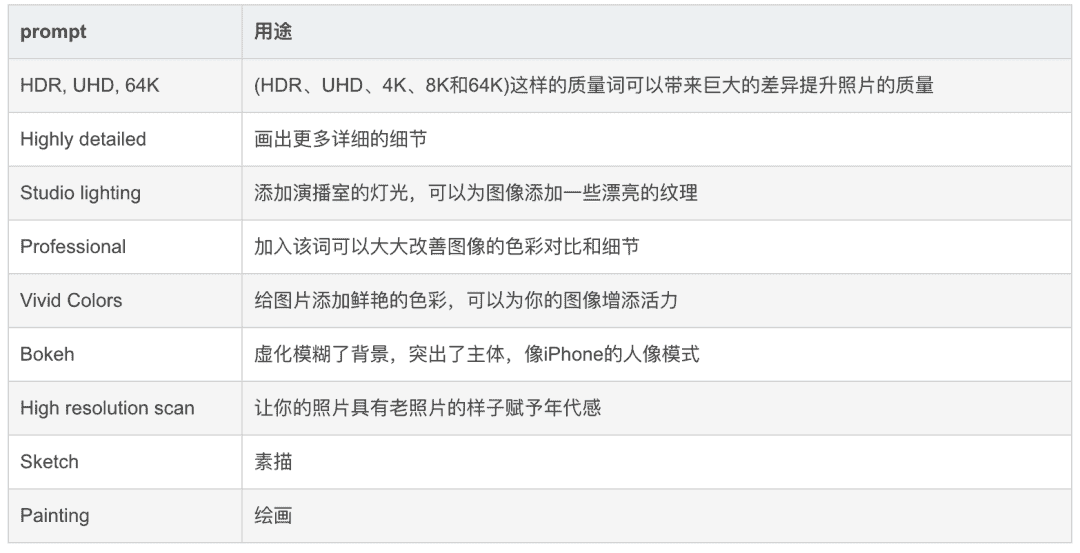 prompt 用途
HDR, UHD, 64K (HDR、UHD、4K、8K和64K)这样的质量词可以带来巨大的差异提升照片的质量
Highly detailed 画出更多详细的细节
Studio lighting 添加演播室的灯光，可以为图像添加一些漂亮的纹理
Professional 加入该词可以大大改善图像的色彩对比和细节
Vivid Colors 给图片添加鲜艳的色彩，可以为你的图像增添活力
Bokeh 虚化模糊了背景，突出了主体，像iPhone的人像模式
High resolution scan 让你的照片具有老照片的样子赋予年代感
Sketch 素描
Painting 绘画